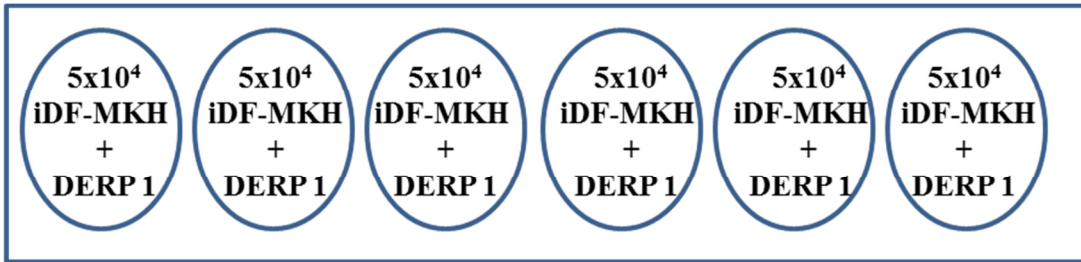 5x10⁴ 5x10⁴ 5x10⁴ 5x10⁴ 5x10⁴ 5x10⁴
iDF-MKH iDF-MKH iDF-MKH iDF-MKH iDF-MKH iDF-MKH
+ + + + + +
DERP 1 DERP 1 DERP 1 DERP 1 DERP 1 DERP 1